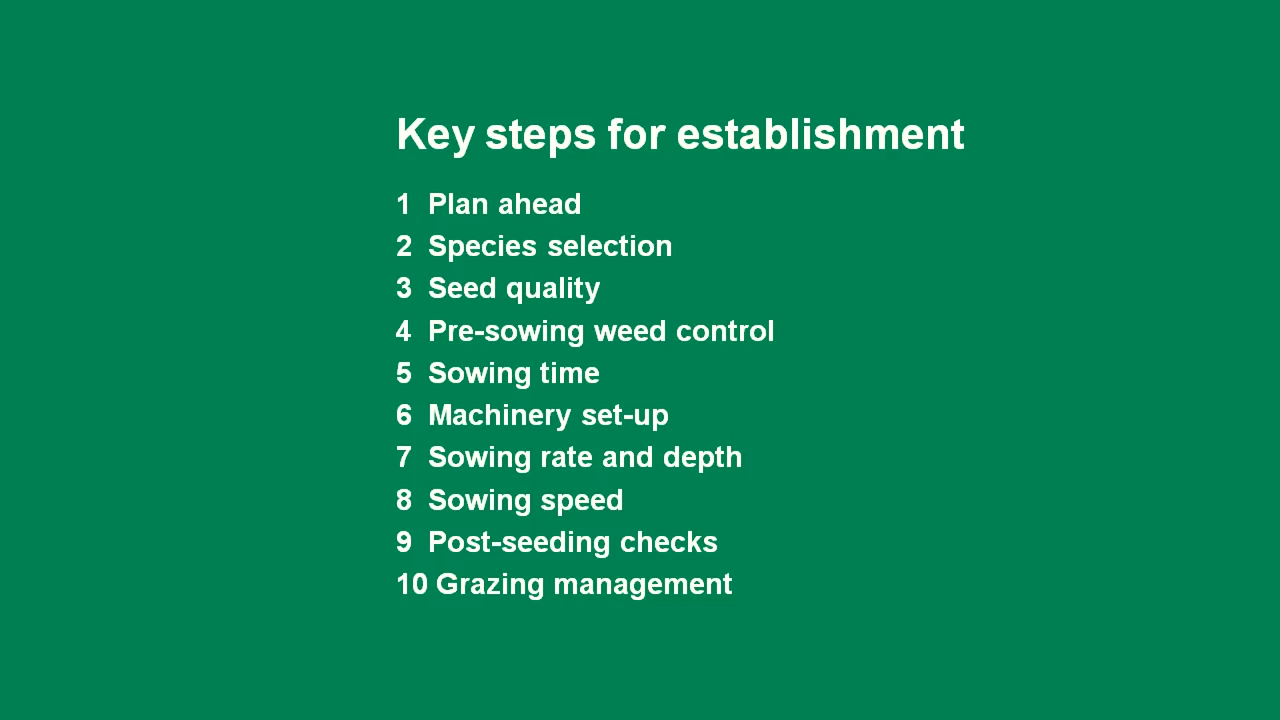 Key steps for establishment
1 Plan ahead
2 Species selection
3 Seed quality
4 Pre-sowing weed control
5 Sowing time
6 Machinery set-up
7 Sowing rate and depth
8 Sowing speed
9 Post-seeding checks
10 Grazing management